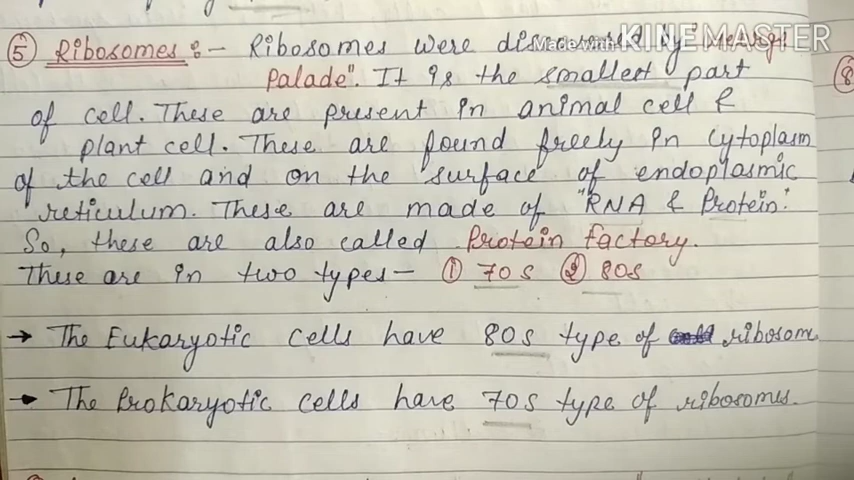 ⑤ Ribosomes :- Ribosomes were discovered by
Made with KINEMASTER
Palade". It is the smallest part
of cell. These are present in animal cell &
plant cell. These are found freely in cytoplasm
of the cell and on the surface of endoplasmic
reticulum. These are made of "RNA & Protein."
So, these are also called Protein factory.
These are in two types- ① 70s ② 80s
→ The Eukaryotic cells have 80s type of ribosome
→ The Prokaryotic cells have 70s type of ribosomes.
⑧